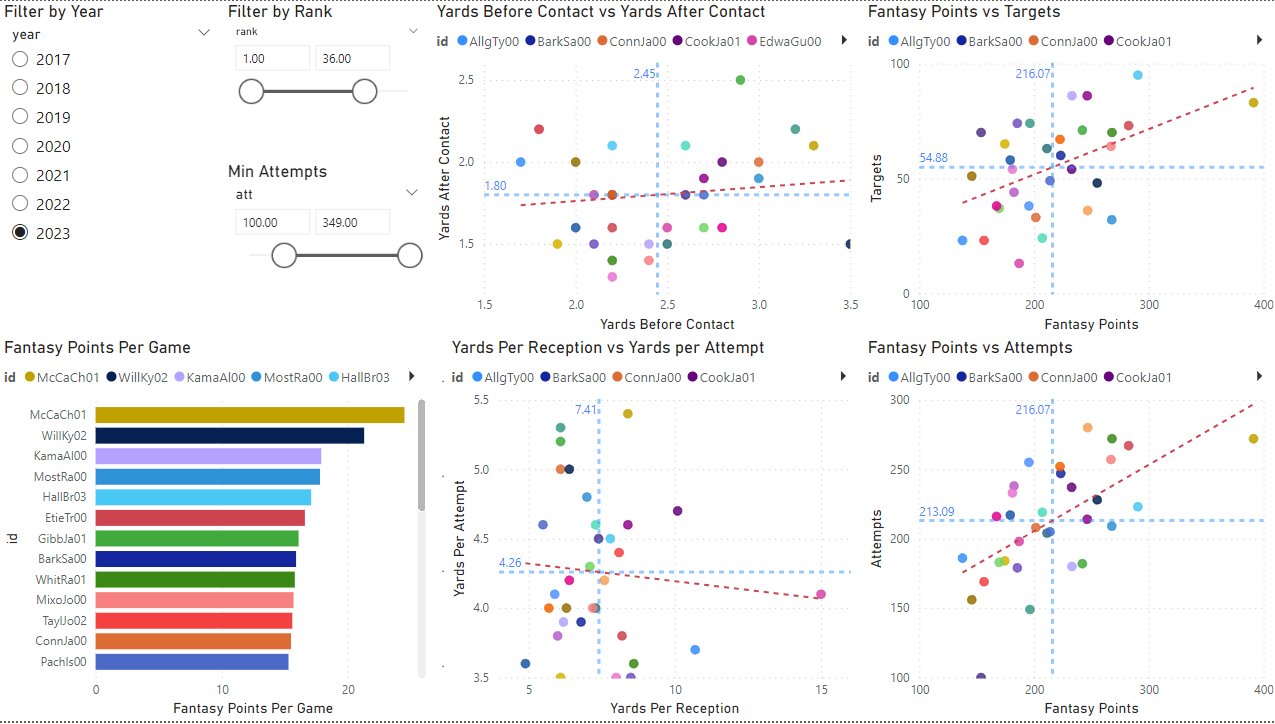 Filter by Year
year
2017
2018
2019
2020
2021
2022
2023
Filter by Rank
rank
1.00 36.00
Min Attempts
att
100.00 349.00
Yards Before Contact vs Yards After Contact
id AllgTy00 BarkSa00 ConnJa00 CookJa01 EdwaGu00
2.45
2.5
2.0
1.80
1.5
Yards After Contact
1.5 2.0 2.5 3.0 3.5
Yards Before Contact
Fantasy Points vs Targets
id AllgTy00 BarkSa00 ConnJa00 CookJa01
216.07
100
54.88
50
0
Targets
100 200 300 400
Fantasy Points
Fantasy Points Per Game
id McCaCh01 WillKy02 KamaAl00 MostRa00 HallBr03
McCaCh01
WillKy02
KamaAl00
MostRa00
HallBr03
EtieTr00
GibbJa01
BarkSa00
WhitRa01
MixoJo00
TaylJo02
ConnJa00
PachIs00
id
0 10 20
Fantasy Points Per Game
Yards Per Reception vs Yards per Attempt
id AllgTy00 BarkSa00 ConnJa00 CookJa01
7.41
5.5
5.0
4.5
4.26
4.0
3.5
Yards Per Attempt
5 10 15
Yards Per Reception
Fantasy Points vs Attempts
id AllgTy00 BarkSa00 ConnJa00 CookJa01
216.07
300
250
213.09
200
150
100
Attempts
100 200 300 400
Fantasy Points